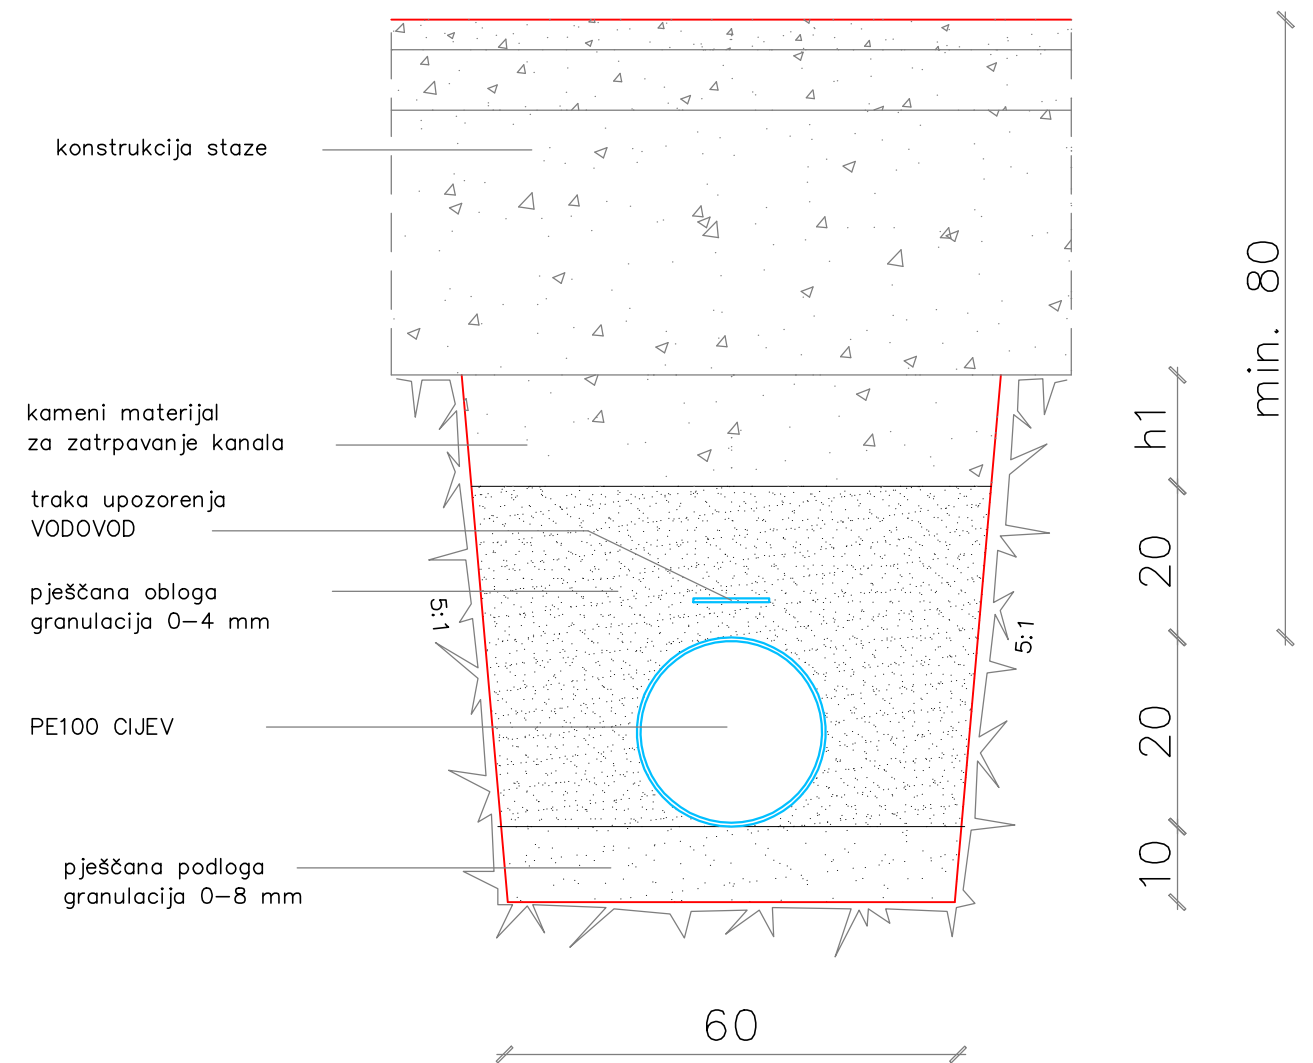 konstrukcija staze
min. 80
kameni materijal
za zatrpavanje kanala
h1
traka upozorenja
VODOVOD
20
pješčana obloga
granulacija 0-4 mm
5:1
5:1
PE100 CIJEV
20
pješčana podloga
granulacija 0-8 mm
10
60